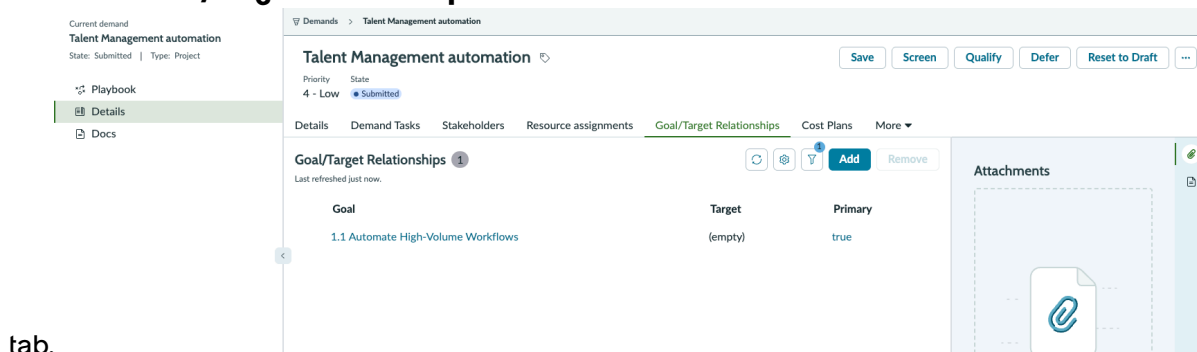 Current demand
Talent Management automation
State: Submitted | Type: Project
Playbook
Details
Docs
Demands > Talent Management automation
Talent Management automation
Save Screen Qualify Defer Reset to Draft ...
Priority State
4 - Low Submitted
Details Demand Tasks Stakeholders Resource assignments Goal/Target Relationships Cost Plans More
Goal/Target Relationships 1
1 Add Remove
Last refreshed just now.
Attachments
Goal Target Primary
1.1 Automate High-Volume Workflows (empty) true
tab.